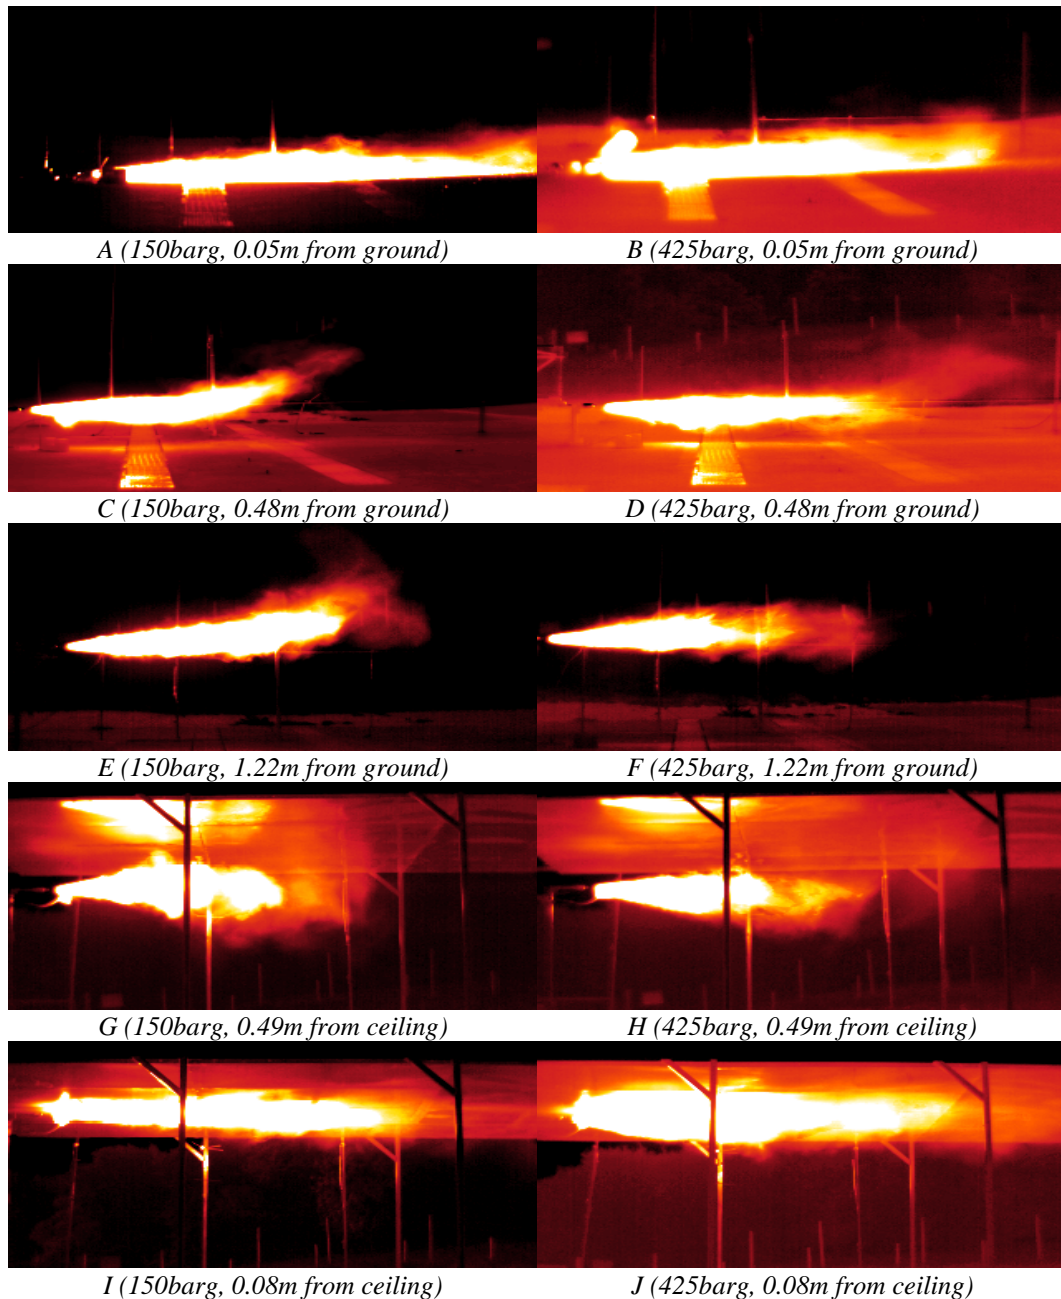 A (150barg, 0.05m from ground)
B (425barg, 0.05m from ground)
C (150barg, 0.48m from ground)
D (425barg, 0.48m from ground)
E (150barg, 1.22m from ground)
F (425barg, 1.22m from ground)
G (150barg, 0.49m from ceiling)
H (425barg, 0.49m from ceiling)
I (150barg, 0.08m from ceiling)
J (425barg, 0.08m from ceiling)